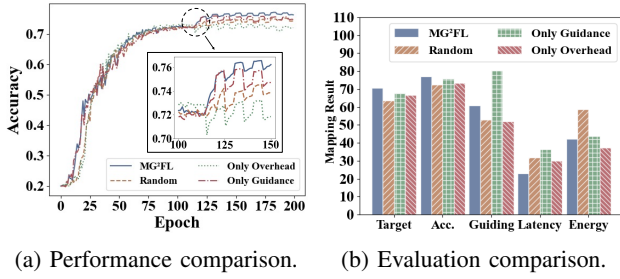 Accuracy
0.7
0.6
0.5
0.4
0.3
0.2
0.76
0.74
0.72
0.70
100
150
MG²FL
Random
Only Overhead
Only Guidance
0 25 50 75 100 125 150 175 200
Epoch
(a) Performance comparison.
Mapping Result
110
100
90
80
70
60
50
40
30
20
10
0
MG²FL
Random
Only Guidance
Only Overhead
Target Acc. Guiding Latency Energy
(b) Evaluation comparison.